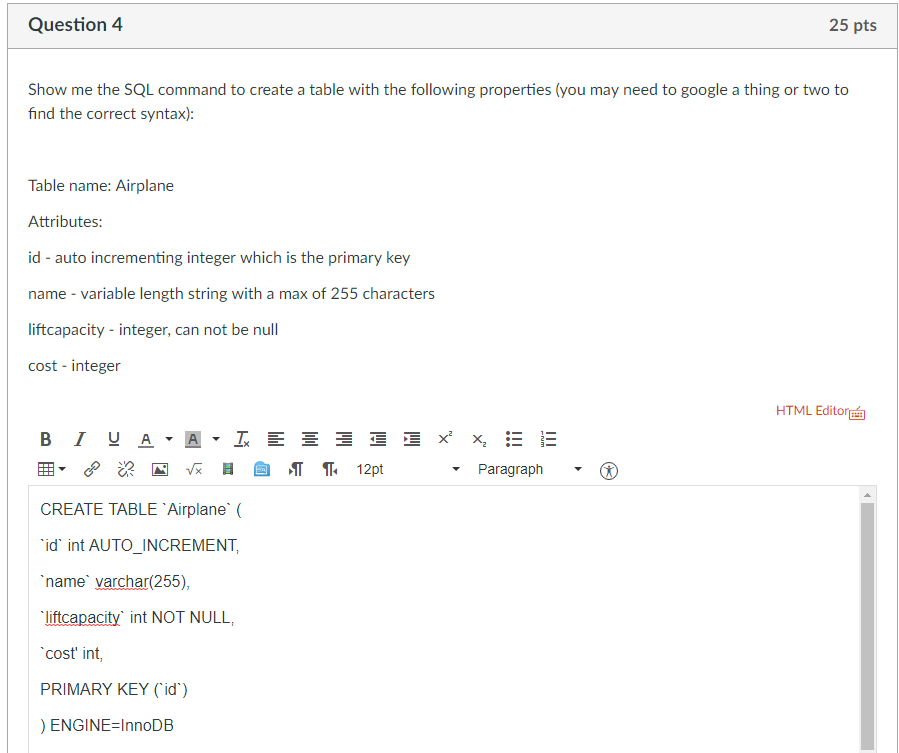 Question 4
25 pts
Show me the SQL command to create a table with the following properties (you may need to google a thing or two to
find the correct syntax):
Table name: Airplane
Attributes:
id - auto incrementing integer which is the primary key
name - variable length string with a max of 255 characters
liftcapacity - integer, can not be null
cost - integer
HTML Editor
B I U A A Tx x² x₂
√x 12pt Paragraph
CREATE TABLE `Airplane` (
`id` int AUTO_INCREMENT,
`name` varchar(255),
`liftcapacity` int NOT NULL,
`cost' int,
PRIMARY KEY (`id`)
) ENGINE=InnoDB